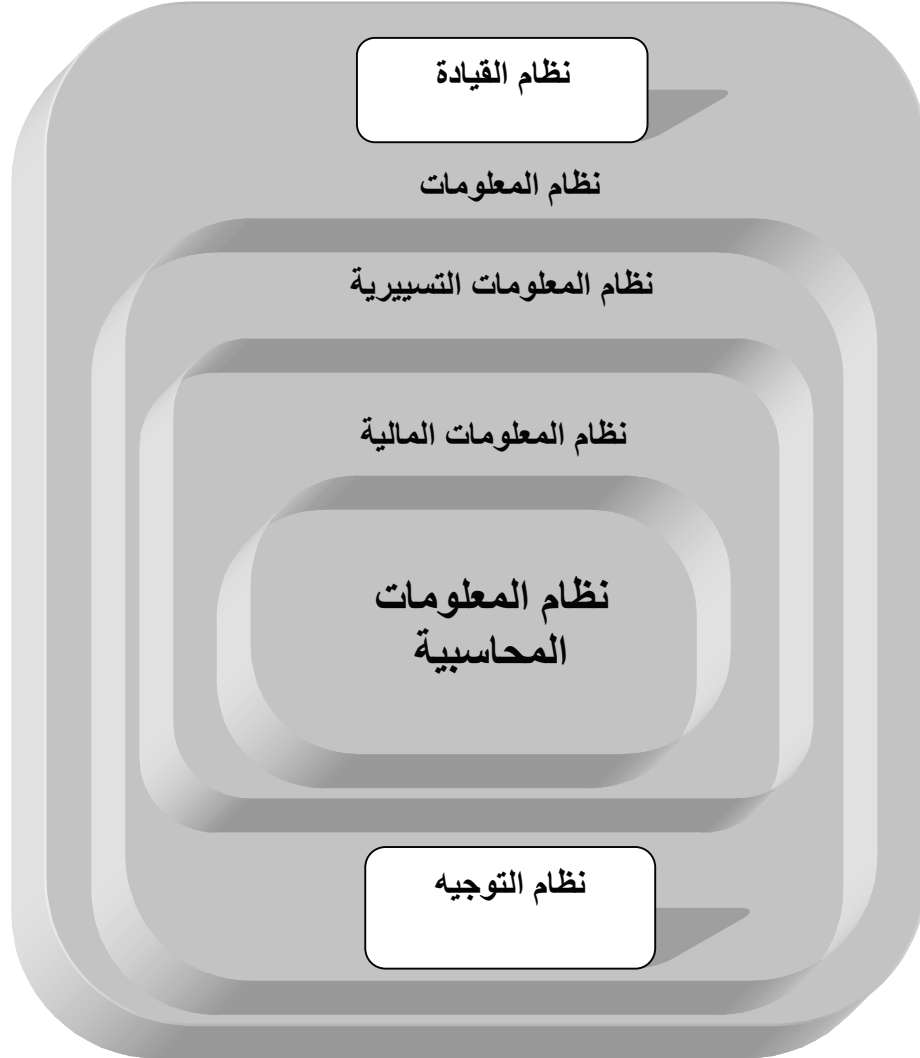 نظام القيادة
نظام المعلومات
نظام المعلومات التسييرية
نظام المعلومات المالية
نظام المعلومات
المحاسبية
نظام التوجيه